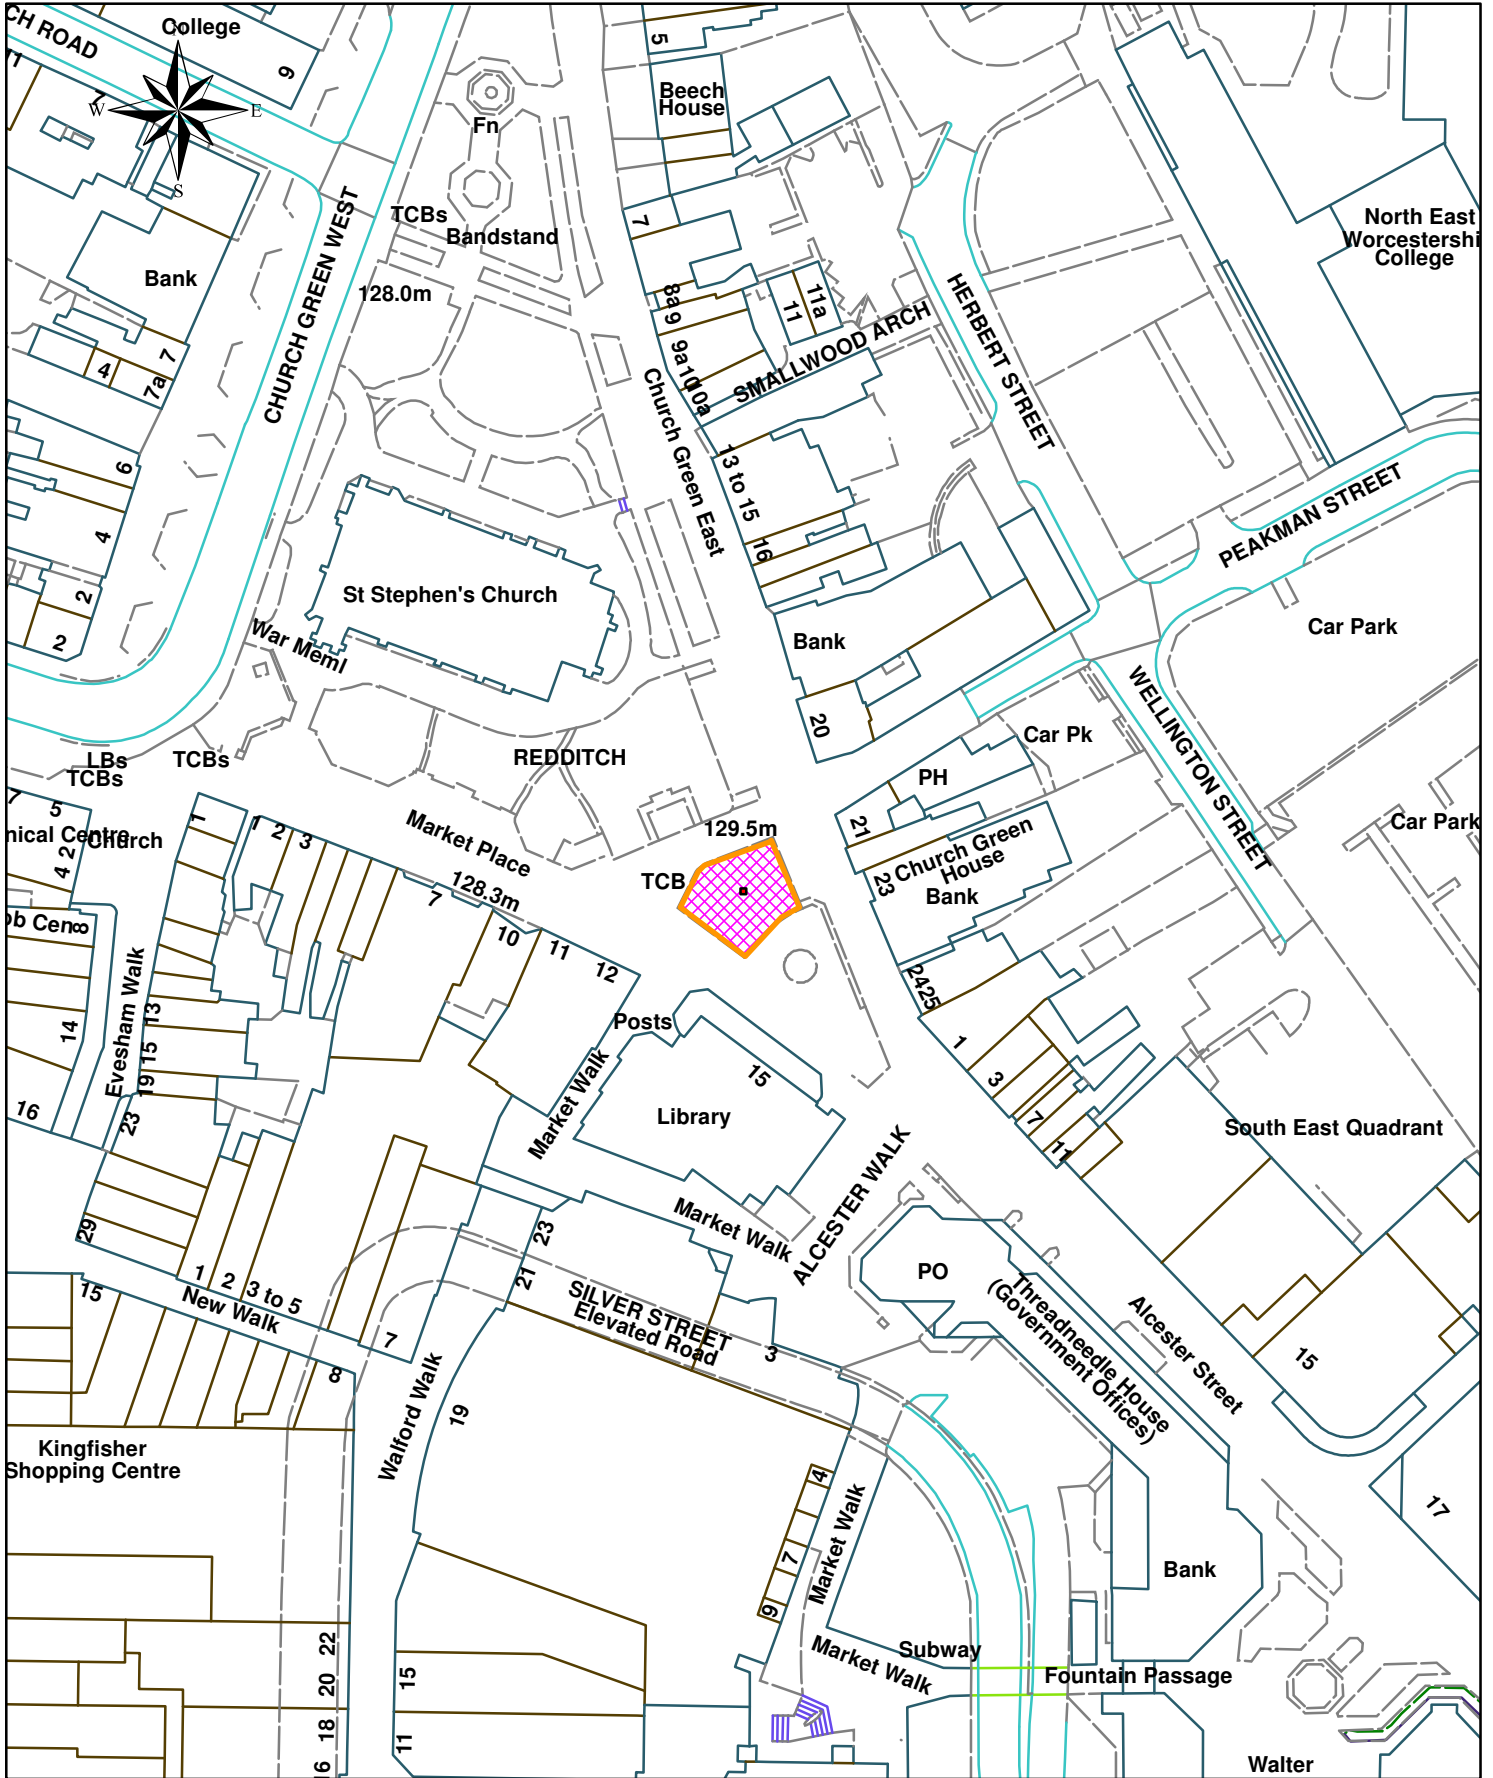 CH ROAD
College
N
W
E
S
11
7
9
5
Beech
House
Fn
TCBs
Bandstand
128.0m
CHURCH GREEN WEST
Bank
7
4
7a
6
4
2
2
7
8a
9
9a
10
10a
11
11a
SMALLWOOD ARCH
HERBERT STREET
North East
Worcestershi
College
Church Green East
13 to 15
16
PEAKMAN STREET
St Stephen's Church
War Meml
Bank
20
Car Park
WELLINGTON STREET
Car Pk
REDDITCH
LBs
TCBs
TCBs
PH
7
5
nical Centre
Church
2
4
1
1
2
3
Market Place
128.3m
129.5m
TCB
21
Church Green
House
Bank
23
Car Park
ob Cen
8
7
10
11
12
2425
Evesham Walk
14
13
15
19
23
16
Posts
Market Walk
15
Library
1
3
7
11
South East Quadrant
ALCESTER WALK
Market Walk
29
1
2
3 to 5
New Walk
15
7
8
23
21
SILVER STREET
Elevated Road
3
PO
Threadneedle House
(Government Offices)
Alcester Street
15
Walford Walk
19
Kingfisher
Shopping Centre
4
7
9
Market Walk
17
Bank
22
20
18
16
15
11
Market Walk
Subway
Fountain Passage
Walter